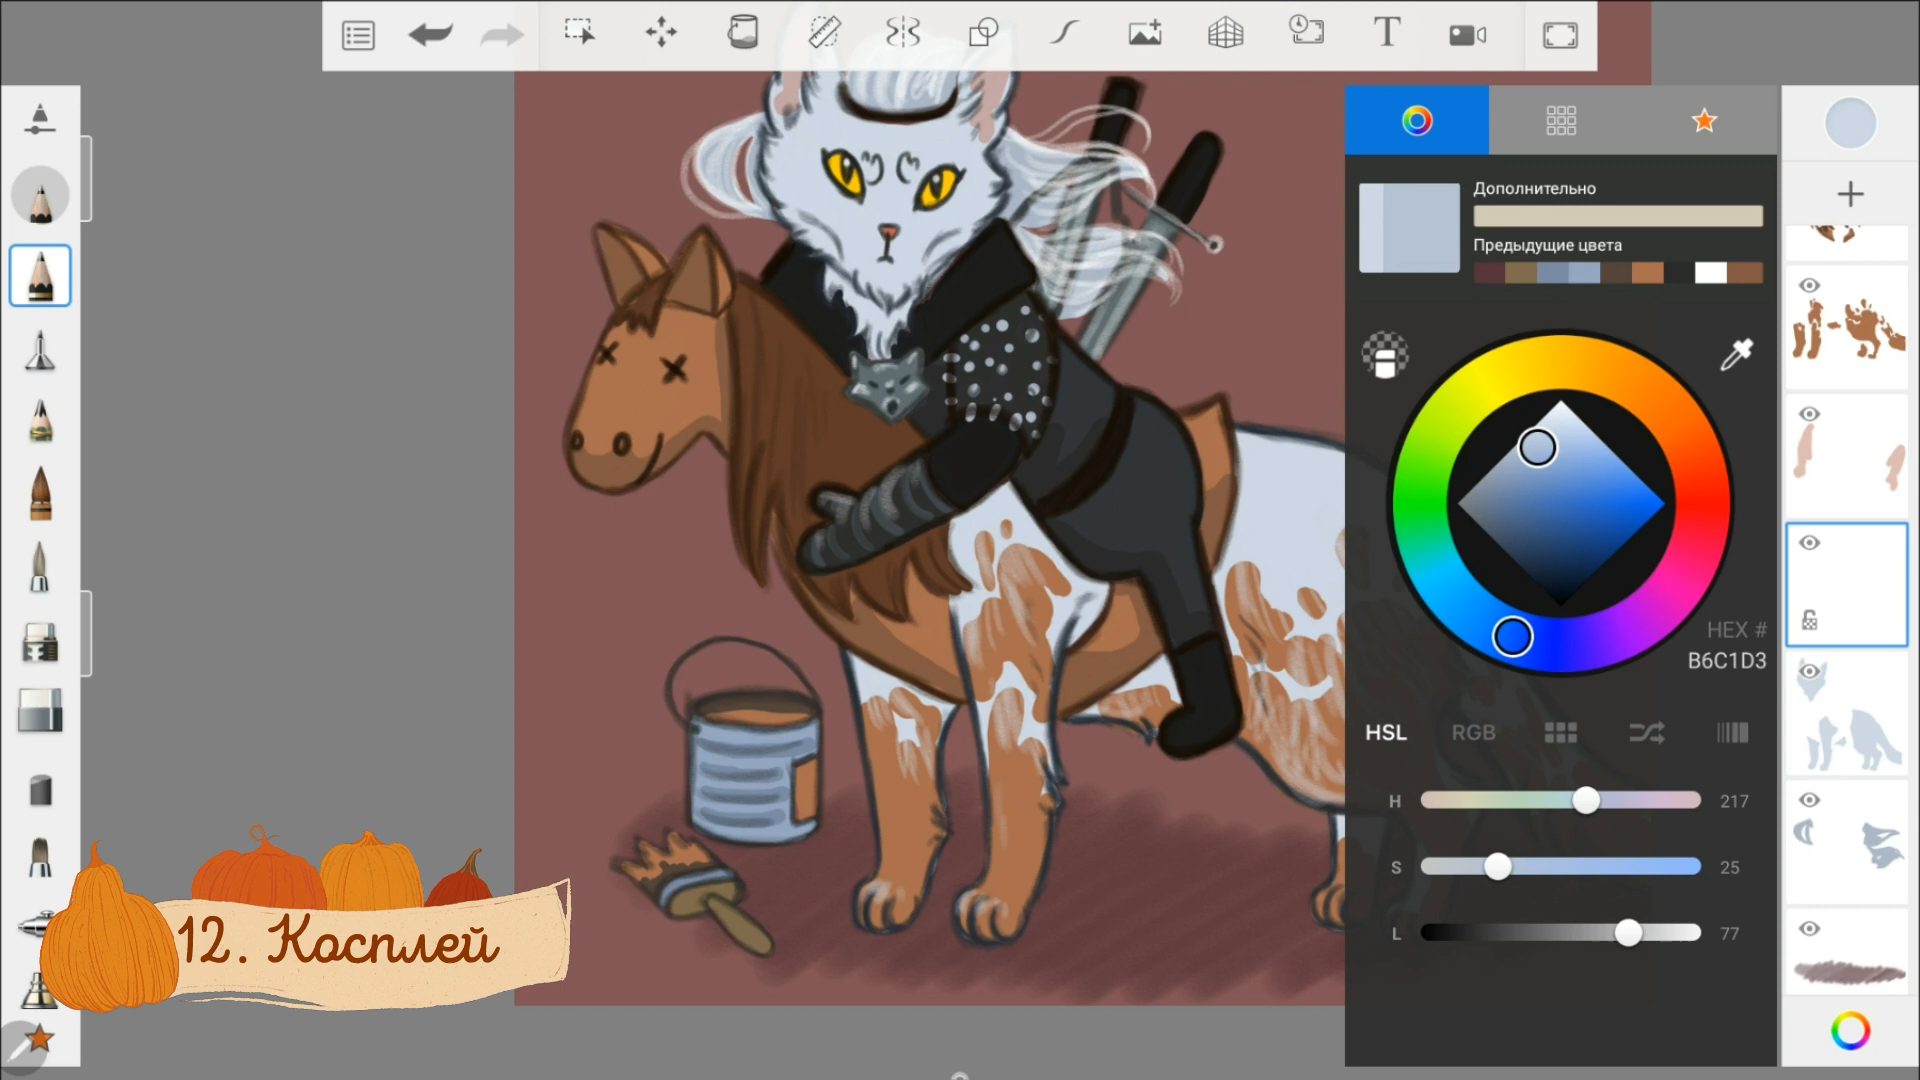 T
Дополнительно
Предыдущие цвета
HEX #
B6C1D3
HSL RGB
H 217
S 25
L 77
12. Косплей